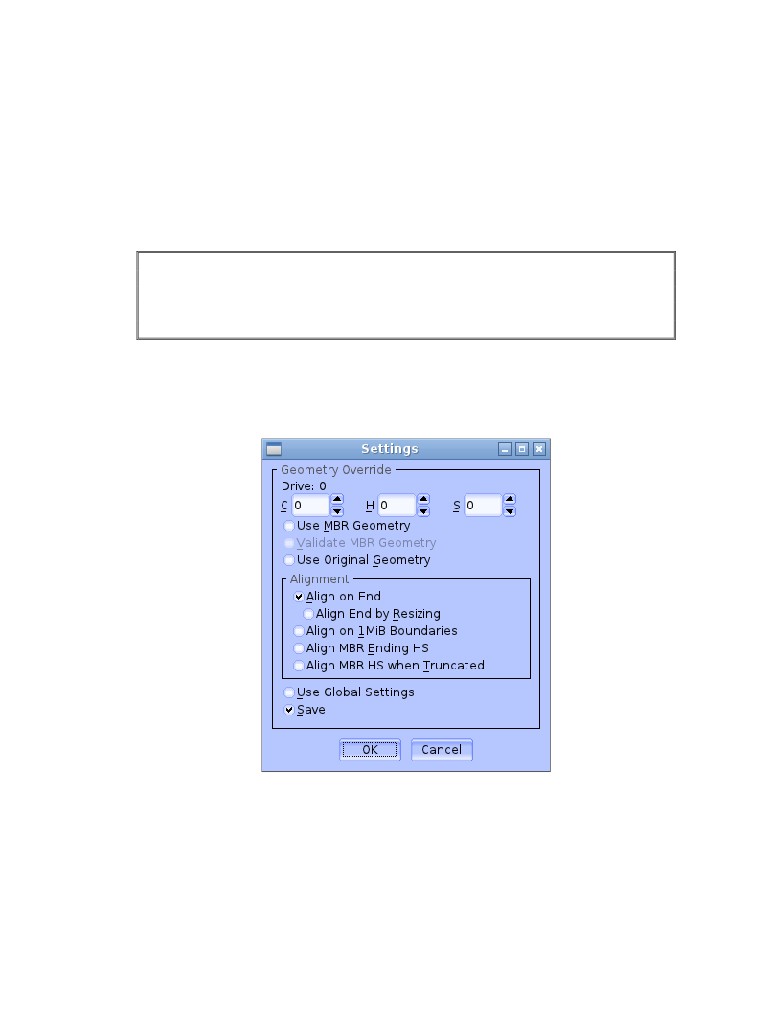 Settings
Geometry Override
Drive: 0
C 0 H 0 S 0
Use MBR Geometry
Validate MBR Geometry
Use Original Geometry
Alignment
Align on End
Align End by Resizing
Align on 1MiB Boundaries
Align MBR Ending HS
Align MBR HS when Truncated
Use Global Settings
Save
OK Cancel